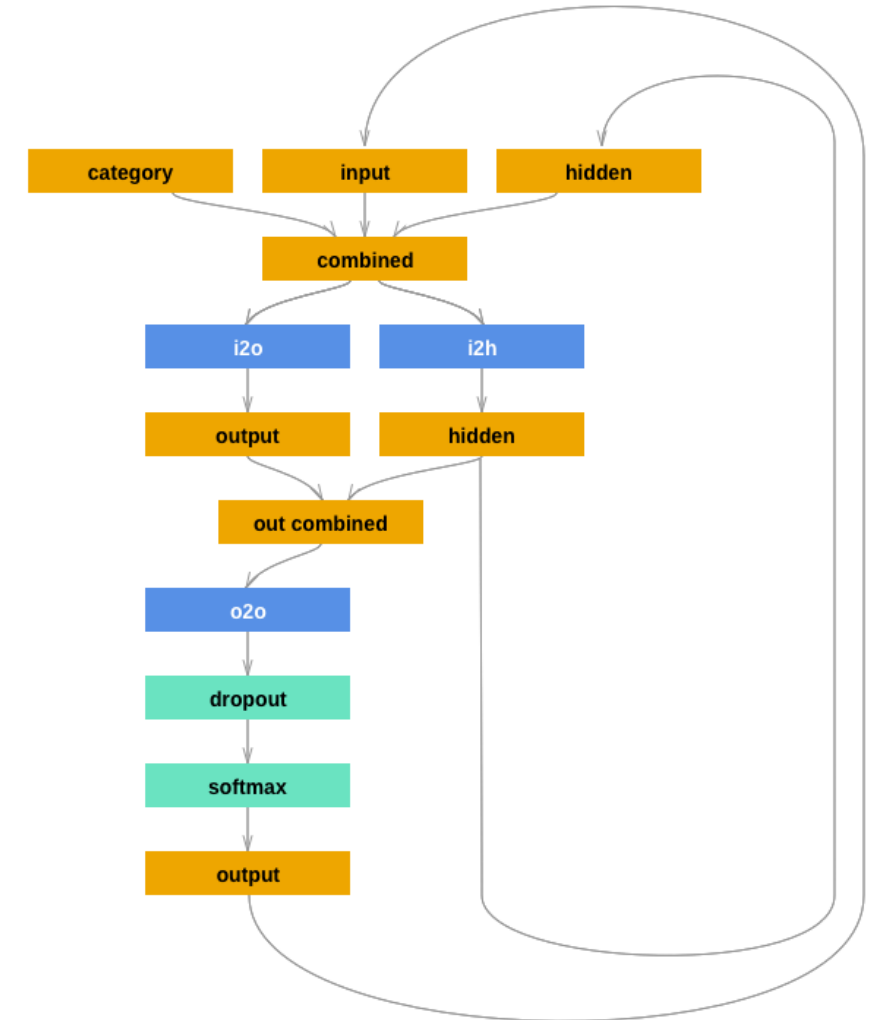 category
input
hidden
combined
i2o
i2h
output
hidden
out combined
o2o
dropout
softmax
output